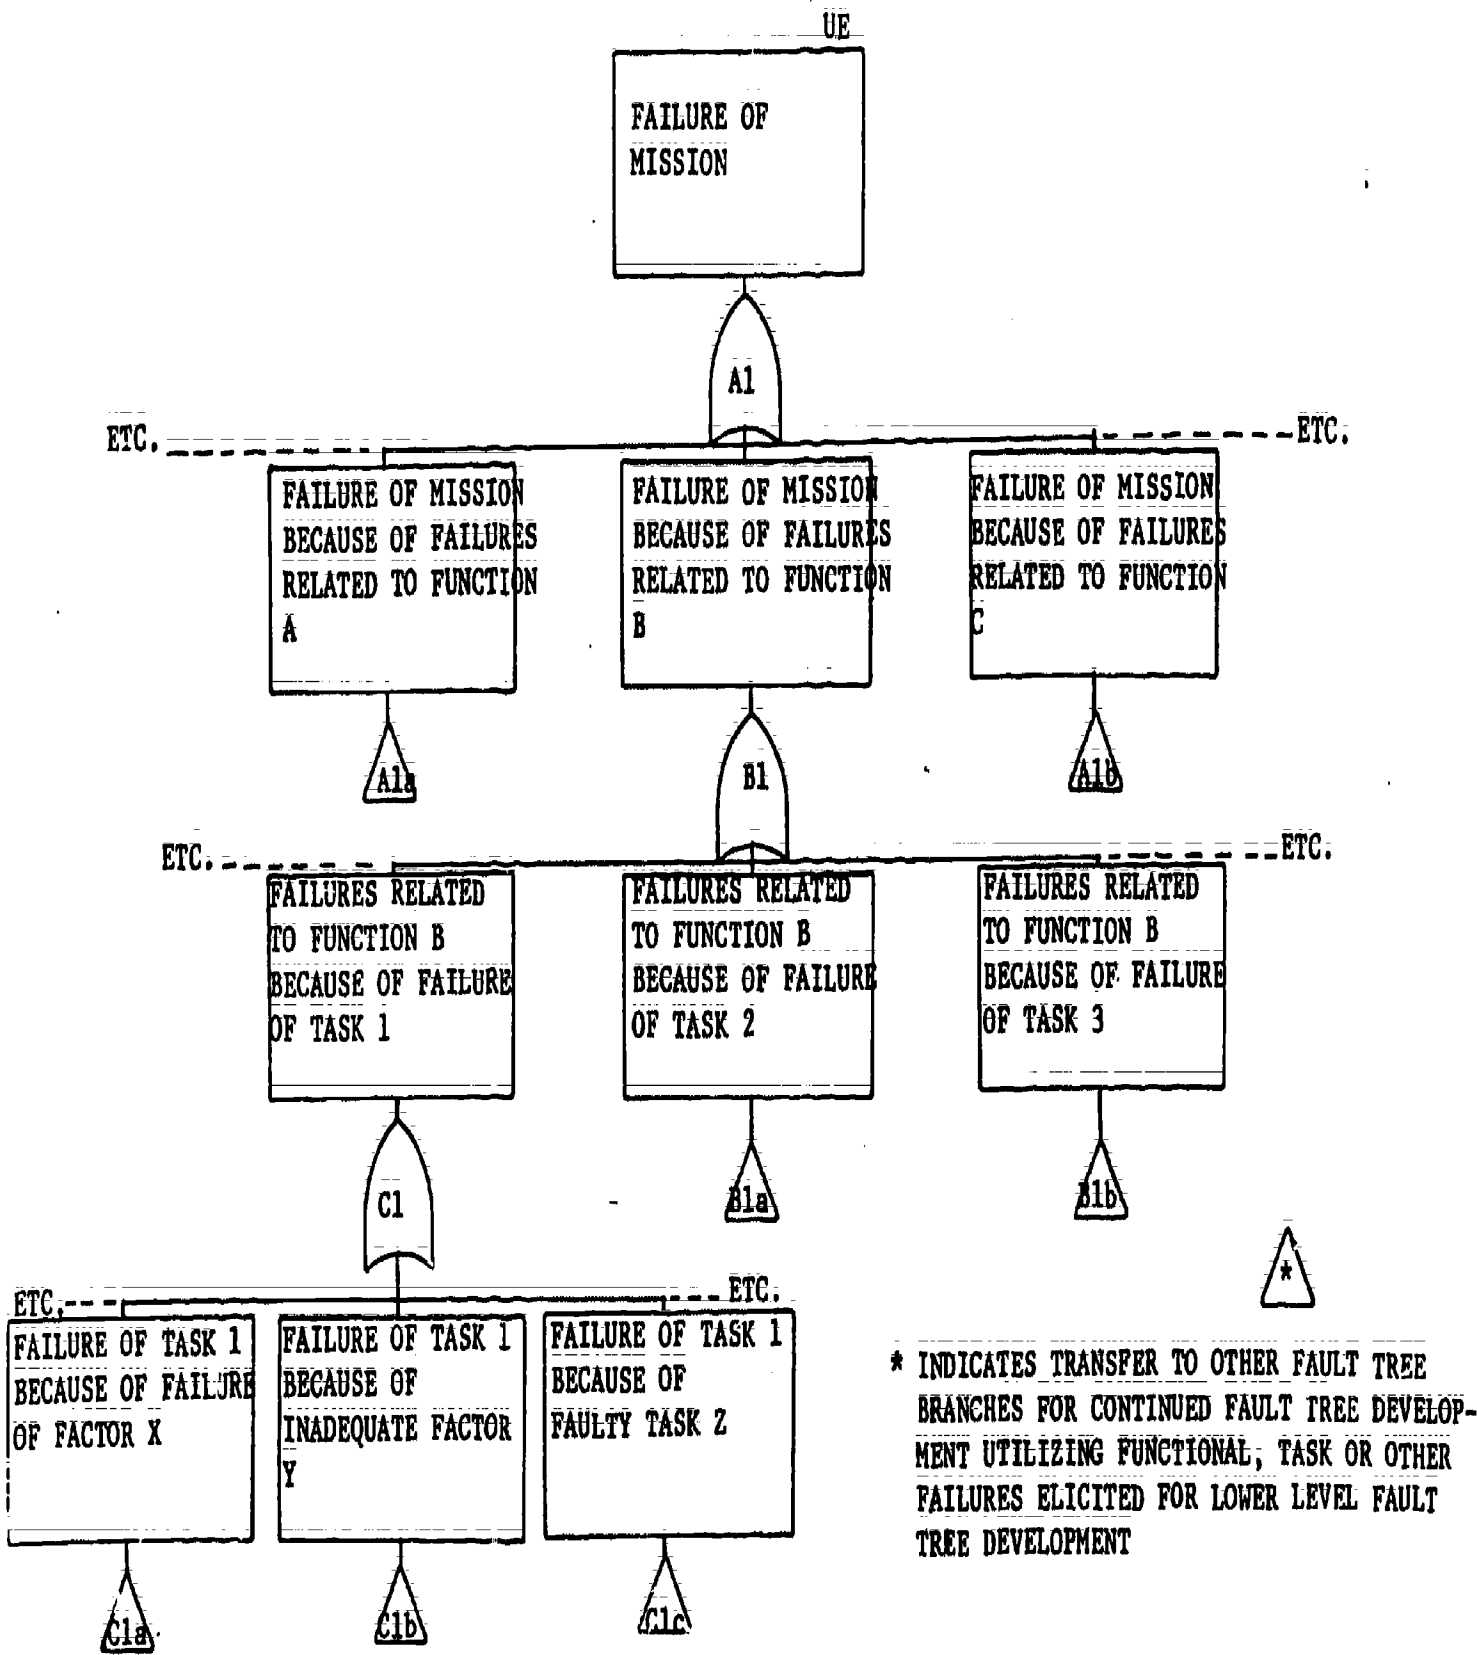 UE
FAILURE OF
MISSION
A1
ETC.
ETC.
FAILURE OF MISSION
BECAUSE OF FAILURES
RELATED TO FUNCTION
A
FAILURE OF MISSION
BECAUSE OF FAILURES
RELATED TO FUNCTION
B
FAILURE OF MISSION
BECAUSE OF FAILURES
RELATED TO FUNCTION
C
A1a
B1
A1b
ETC.
ETC.
FAILURES RELATED
TO FUNCTION B
BECAUSE OF FAILURE
OF TASK 1
FAILURES RELATED
TO FUNCTION B
BECAUSE OF FAILURE
OF TASK 2
FAILURES RELATED
TO FUNCTION B
BECAUSE OF FAILURE
OF TASK 3
C1
B1a
B1b
*
ETC.
ETC.
FAILURE OF TASK 1
BECAUSE OF FAILURE
OF FACTOR X
FAILURE OF TASK 1
BECAUSE OF
INADEQUATE FACTOR
Y
FAILURE OF TASK 1
BECAUSE OF
FAULTY TASK Z
C1a
C1b
C1c
* INDICATES TRANSFER TO OTHER FAULT TREE
BRANCHES FOR CONTINUED FAULT TREE DEVELOP-
MENT UTILIZING FUNCTIONAL, TASK OR OTHER
FAILURES ELICITED FOR LOWER LEVEL FAULT
TREE DEVELOPMENT